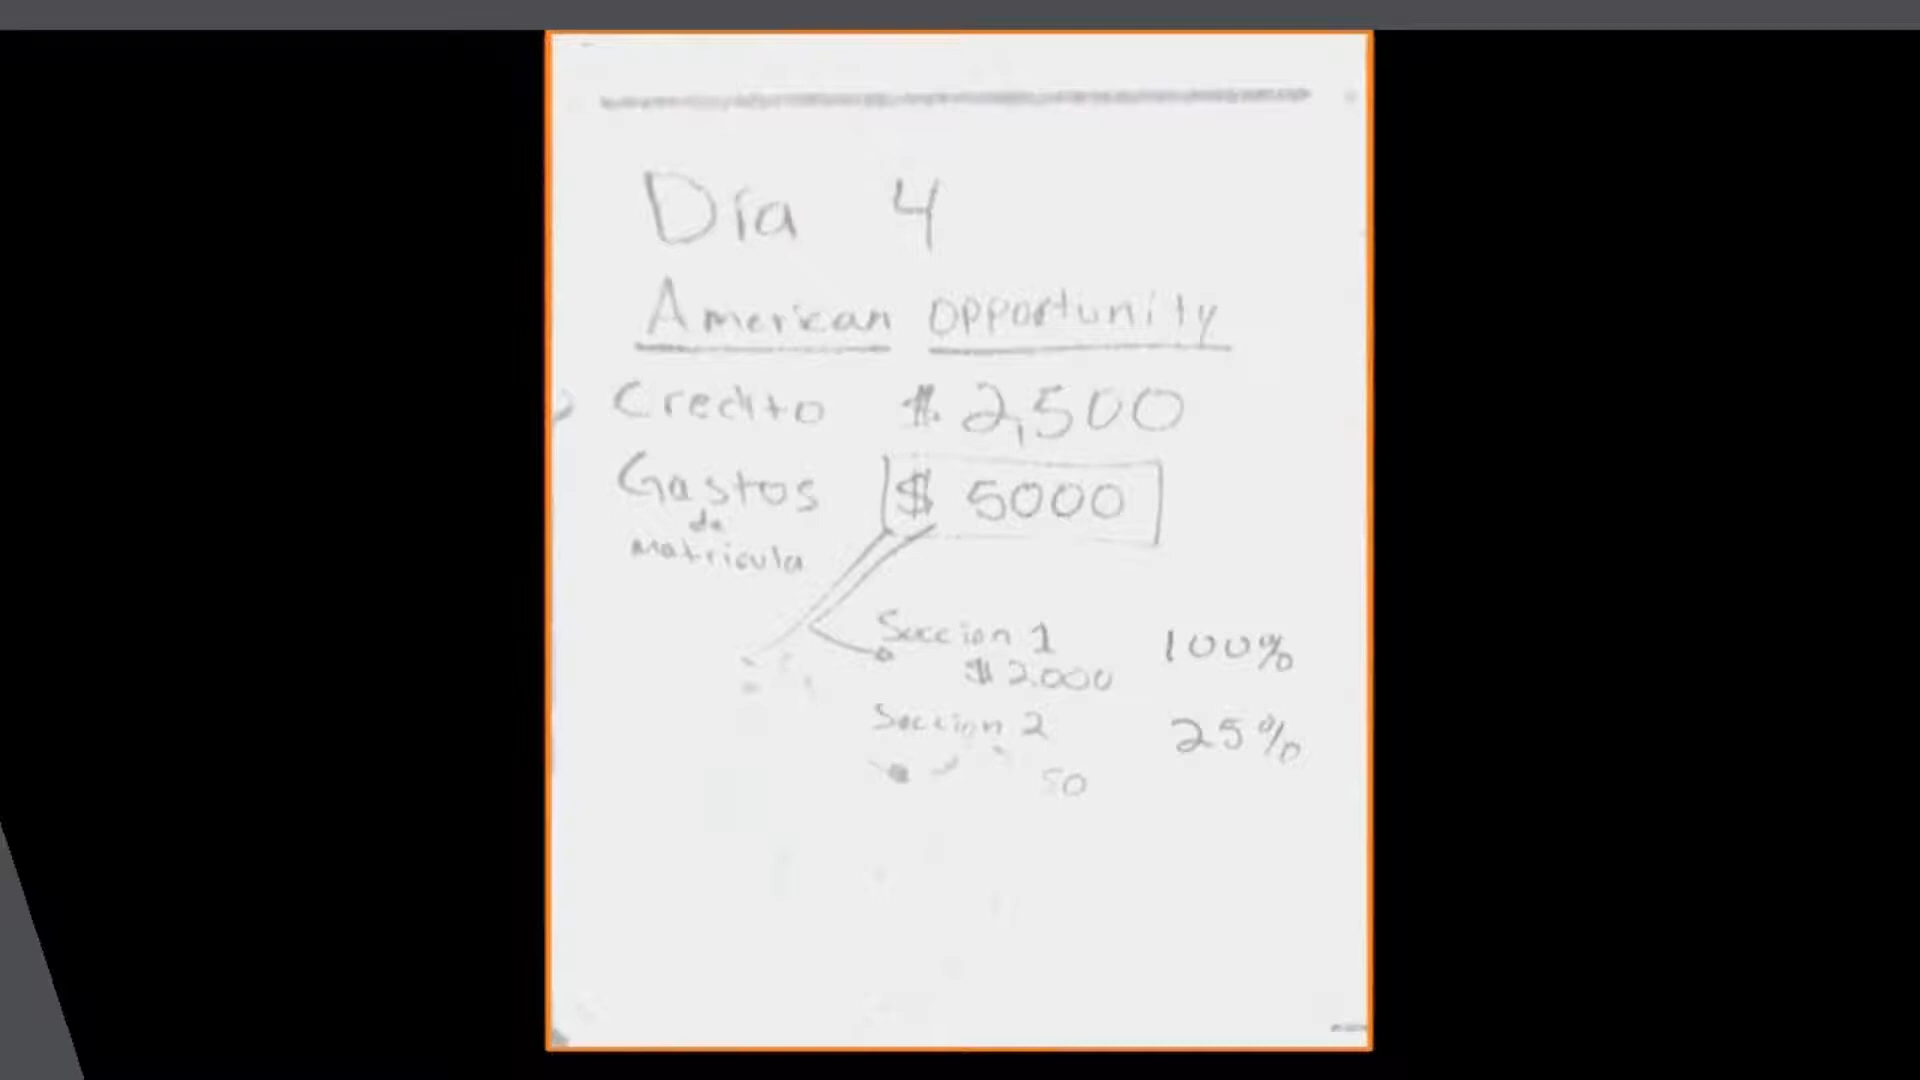 Día 4
American opportunity
Credito $2,500
Gastos $ 5000
de
matricula
Seccion 1 100%
$2.000
Seccion 2 25%
50